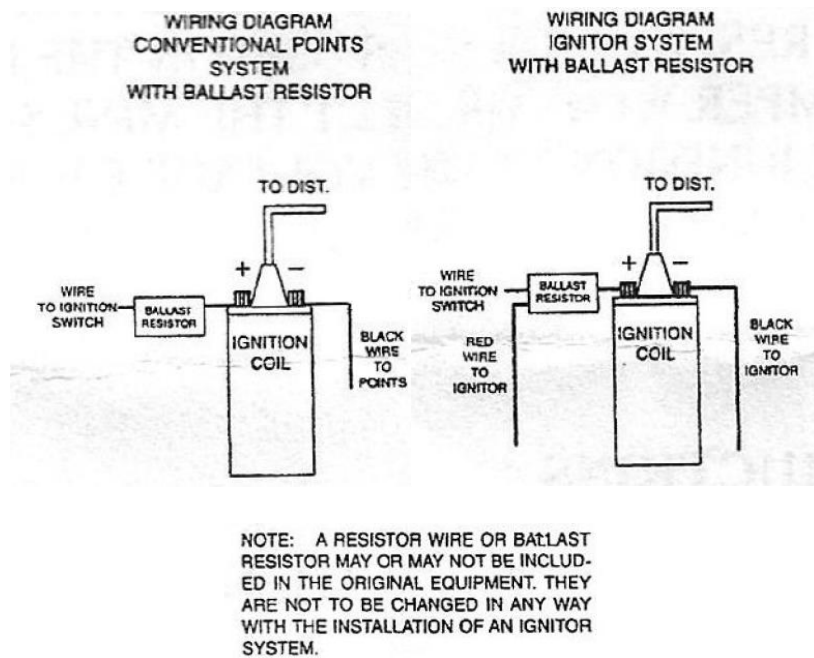 WIRING DIAGRAM
CONVENTIONAL POINTS
SYSTEM
WITH BALLAST RESISTOR
TO DIST.
+ −
WIRE
TO IGNITION
SWITCH
BALLAST
RESISTOR
IGNITION
COIL
BLACK
WIRE
TO
POINTS
WIRING DIAGRAM
IGNITOR SYSTEM
WITH BALLAST RESISTOR
TO DIST.
+ −
WIRE
TO IGNITION
SWITCH
BALLAST
RESISTOR
RED
WIRE
TO
IGNITOR
IGNITION
COIL
BLACK
WIRE TO
IGNITOR
NOTE: A RESISTOR WIRE OR BALLAST
RESISTOR MAY OR MAY NOT BE INCLUD-
ED IN THE ORIGINAL EQUIPMENT. THEY
ARE NOT TO BE CHANGED IN ANY WAY
WITH THE INSTALLATION OF AN IGNITOR
SYSTEM.